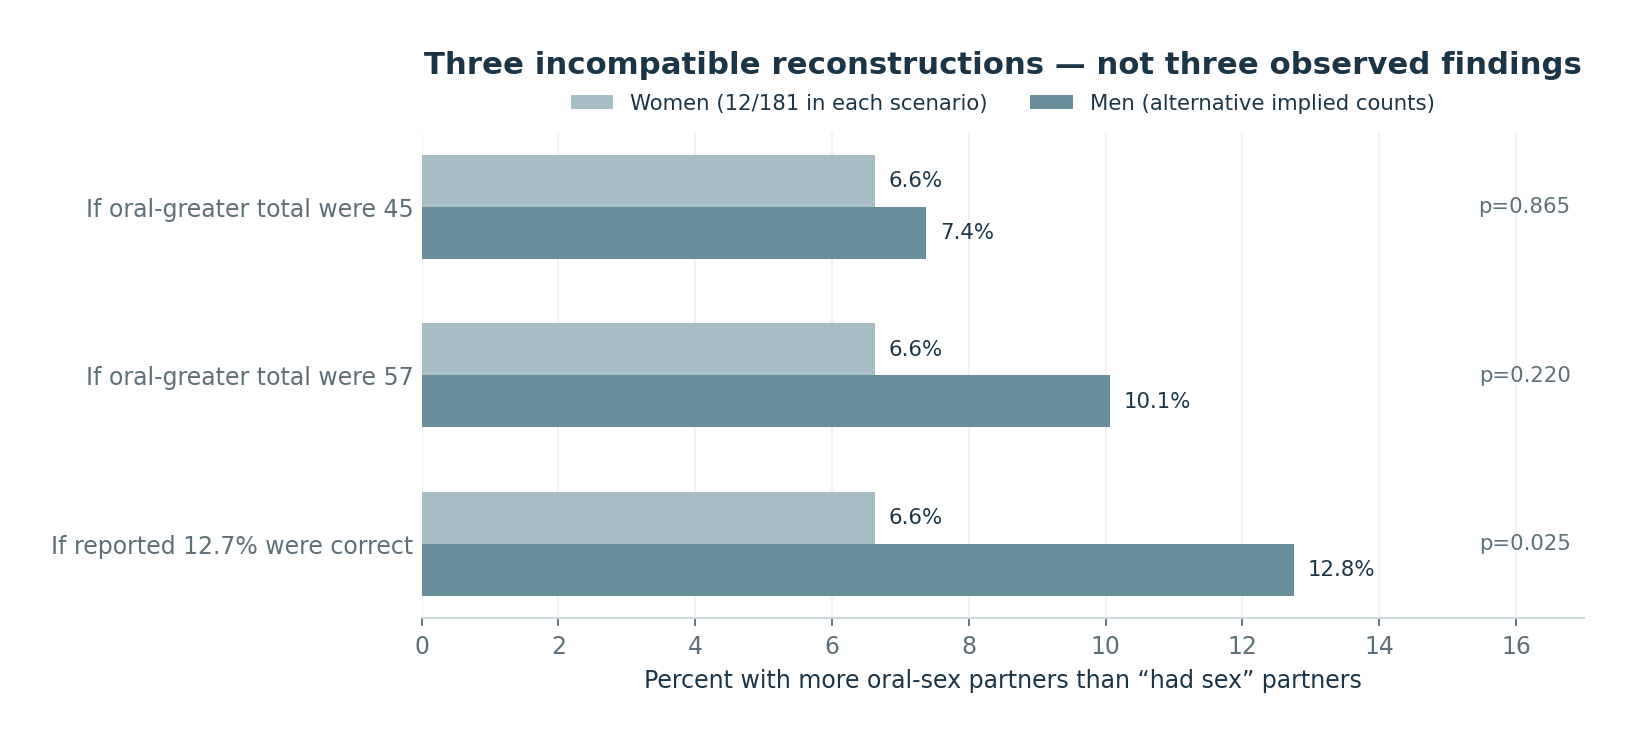 Three incompatible reconstructions — not three observed findings
Women (12/181 in each scenario) Men (alternative implied counts)
6.6%
If oral-greater total were 45 p=0.865
7.4%
6.6%
If oral-greater total were 57 p=0.220
10.1%
6.6%
If reported 12.7% were correct p=0.025
12.8%
0 2 4 6 8 10 12 14 16
Percent with more oral-sex partners than “had sex” partners